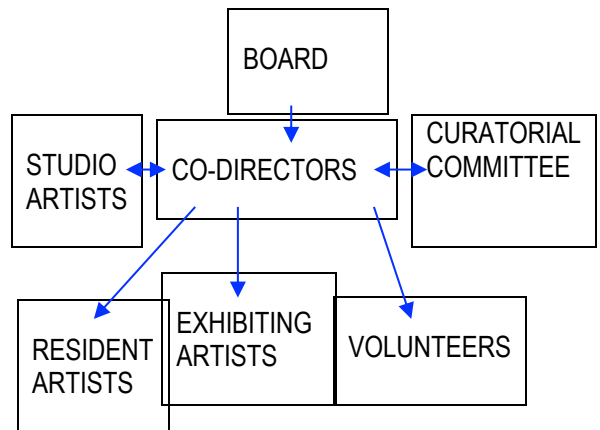 BOARD
STUDIO
ARTISTS
CO-DIRECTORS
CURATORIAL
COMMITTEE
RESIDENT
ARTISTS
EXHIBITING
ARTISTS
VOLUNTEERS